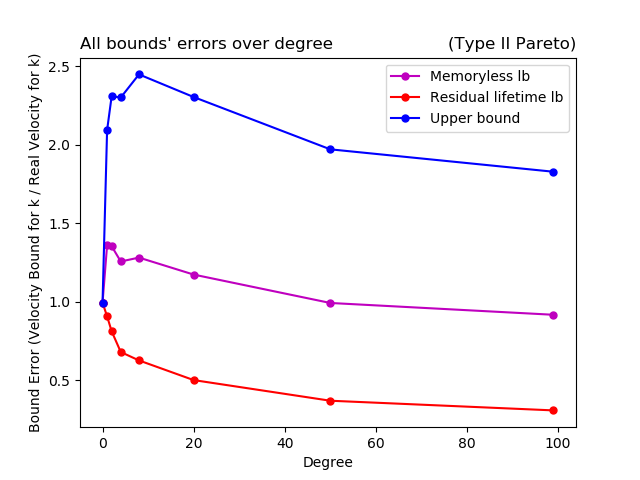 All bounds' errors over degree (Type II Pareto)
Bound Error (Velocity Bound for k / Real Velocity for k)
2.5
2.0
1.5
1.0
0.5
Memoryless lb
Residual lifetime lb
Upper bound
0 20 40 60 80 100
Degree